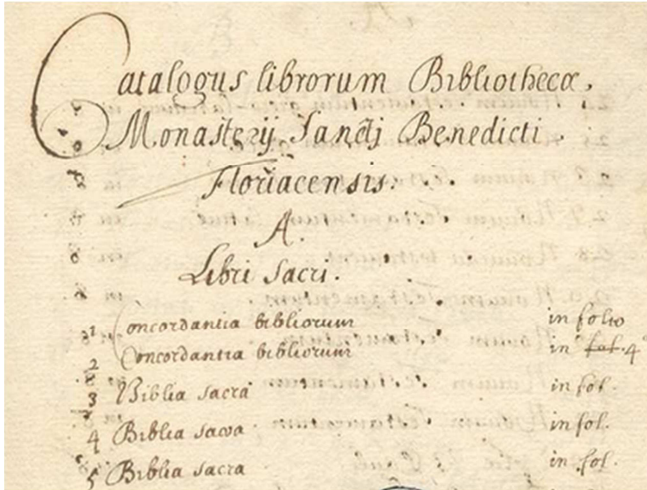 Catalogus librorum Bibliothecæ,
Monasterij Sanctj Benedicti.
Floriacensis.
A.
Libri sacri.
1 Concordantia bibliorum in folio
2 Concordantia bibliorum in fol. 4
3 Biblia sacra in fol.
4 Biblia sacra in fol.
5 Biblia sacra in fol.